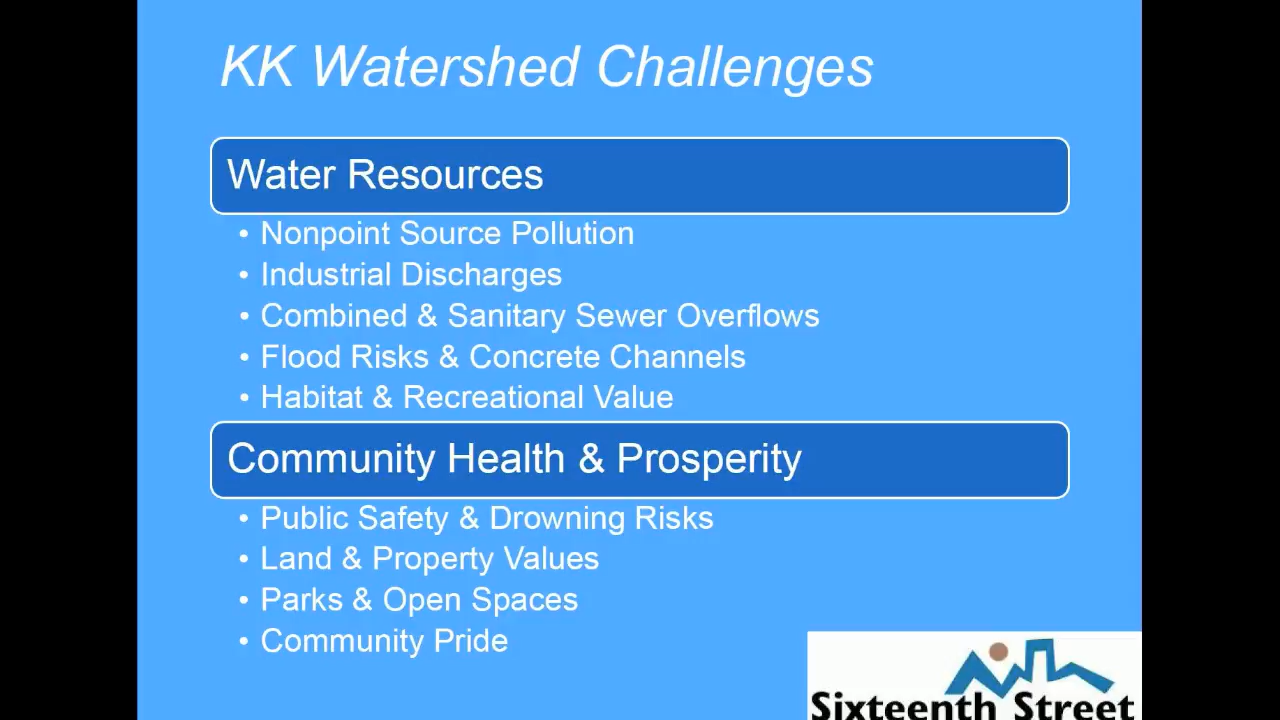 KK Watershed Challenges
Water Resources
• Nonpoint Source Pollution
• Industrial Discharges
• Combined & Sanitary Sewer Overflows
• Flood Risks & Concrete Channels
• Habitat & Recreational Value
Community Health & Prosperity
• Public Safety & Drowning Risks
• Land & Property Values
• Parks & Open Spaces
• Community Pride
Sixteenth Street